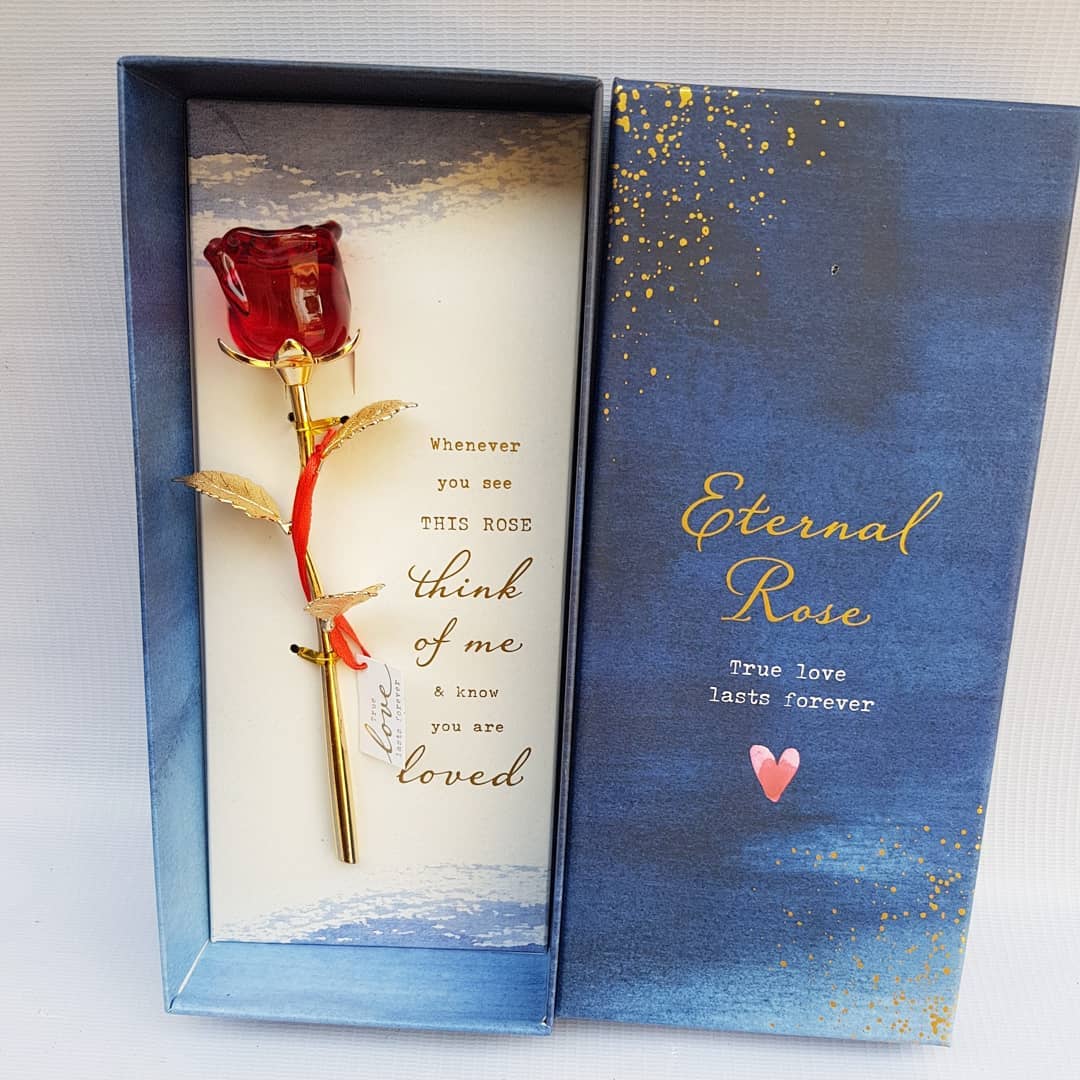 Whenever
you see
THIS ROSE
think
of me
& know
you are
loved
True
love
lasts forever
Eternal
Rose
True love
lasts forever